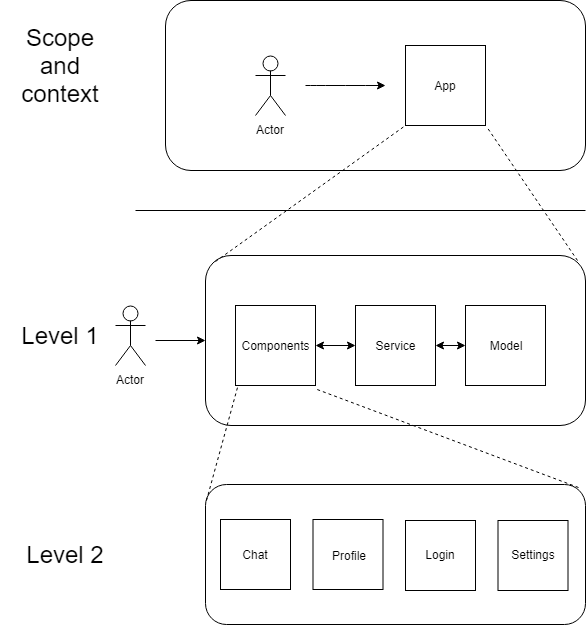 Scope
and
context
Actor
App
Level 1
Actor
Components
Service
Model
Level 2
Chat
Profile
Login
Settings